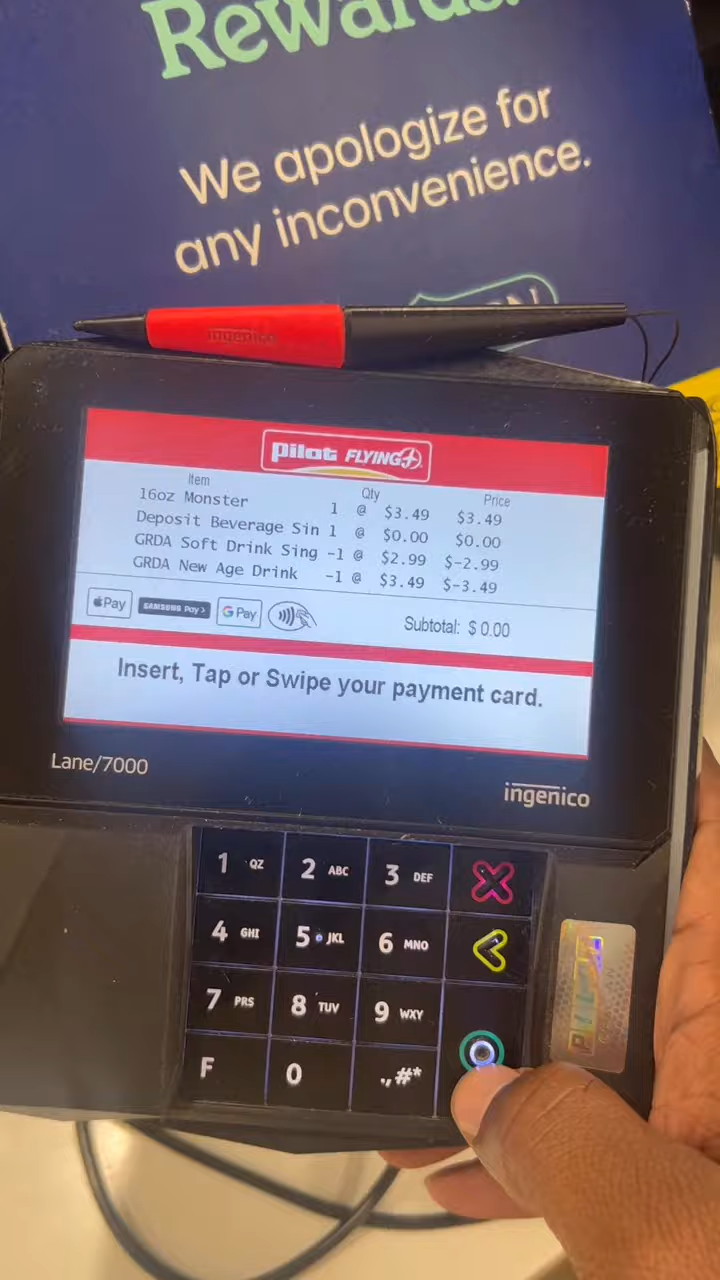 Rewards.
We apologize for
any inconvenience.
ingenico
Pilot FLYING J
Item Qty Price
16oz Monster 1 @ $3.49 $3.49
Deposit Beverage Sin 1 @ $0.00 $0.00
GRDA Soft Drink Sing -1 @ $2.99 $-2.99
GRDA New Age Drink -1 @ $3.49 $-3.49
Pay SAMSUNG Pay G Pay
Subtotal: $ 0.00
Insert, Tap or Swipe your payment card.
Lane/7000
ingenico
1 QZ 2 ABC 3 DEF
4 GHI 5 JKL 6 MNO
7 PRS 8 TUV 9 WXY
F 0 .,#*